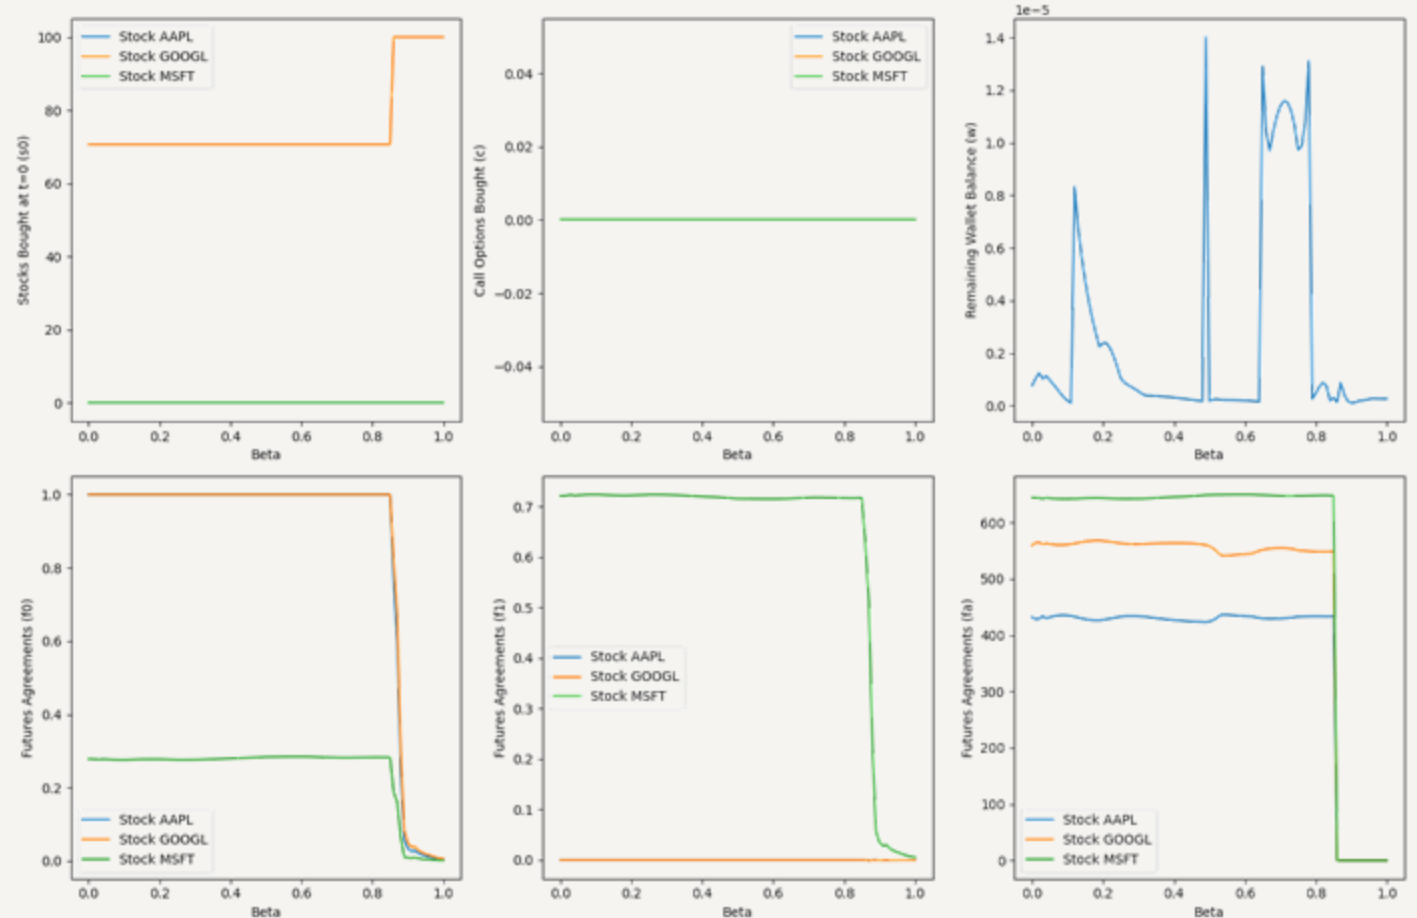 100
80
60
40
20
0
Stocks Bought at t=0 (s0)
Stock AAPL
Stock GOOGL
Stock MSFT
0.0 0.2 0.4 0.6 0.8 1.0
Beta
0.04
0.02
0.00
−0.02
−0.04
Call Options Bought (c)
Stock AAPL
Stock GOOGL
Stock MSFT
0.0 0.2 0.4 0.6 0.8 1.0
Beta
1e−5
1.4
1.2
1.0
0.8
0.6
0.4
0.2
0.0
Remaining Wallet Balance (w)
0.0 0.2 0.4 0.6 0.8 1.0
Beta
1.0
0.8
0.6
0.4
0.2
0.0
Futures Agreements (f0)
Stock AAPL
Stock GOOGL
Stock MSFT
0.0 0.2 0.4 0.6 0.8 1.0
Beta
0.7
0.6
0.5
0.4
0.3
0.2
0.1
0.0
Futures Agreements (f1)
Stock AAPL
Stock GOOGL
Stock MSFT
0.0 0.2 0.4 0.6 0.8 1.0
Beta
600
500
400
300
200
100
0
Futures Agreements (fa)
Stock AAPL
Stock GOOGL
Stock MSFT
0.0 0.2 0.4 0.6 0.8 1.0
Beta